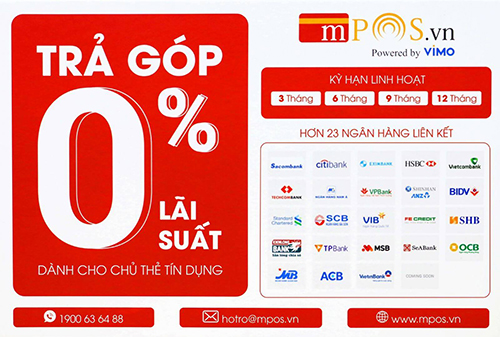 TRẢ GÓP
0%
LÃI
SUẤT
DÀNH CHO CHỦ THẺ TÍN DỤNG
mPOS.vn
Powered by VIMO
KỲ HẠN LINH HOẠT
3 Tháng 6 Tháng 9 Tháng 12 Tháng
HƠN 23 NGÂN HÀNG LIÊN KẾT
Sacombank citibank EXIMBANK HSBC Vietcombank
TECHCOMBANK VPBank SHINHAN ANZ BIDV
Standard Chartered SCB VIB FE CREDIT SHB
TPBank MSB SeABank OCB
MB ACB VietinBank COMING SOON
1900 63 64 88
hotro@mpos.vn
www.mpos.vn